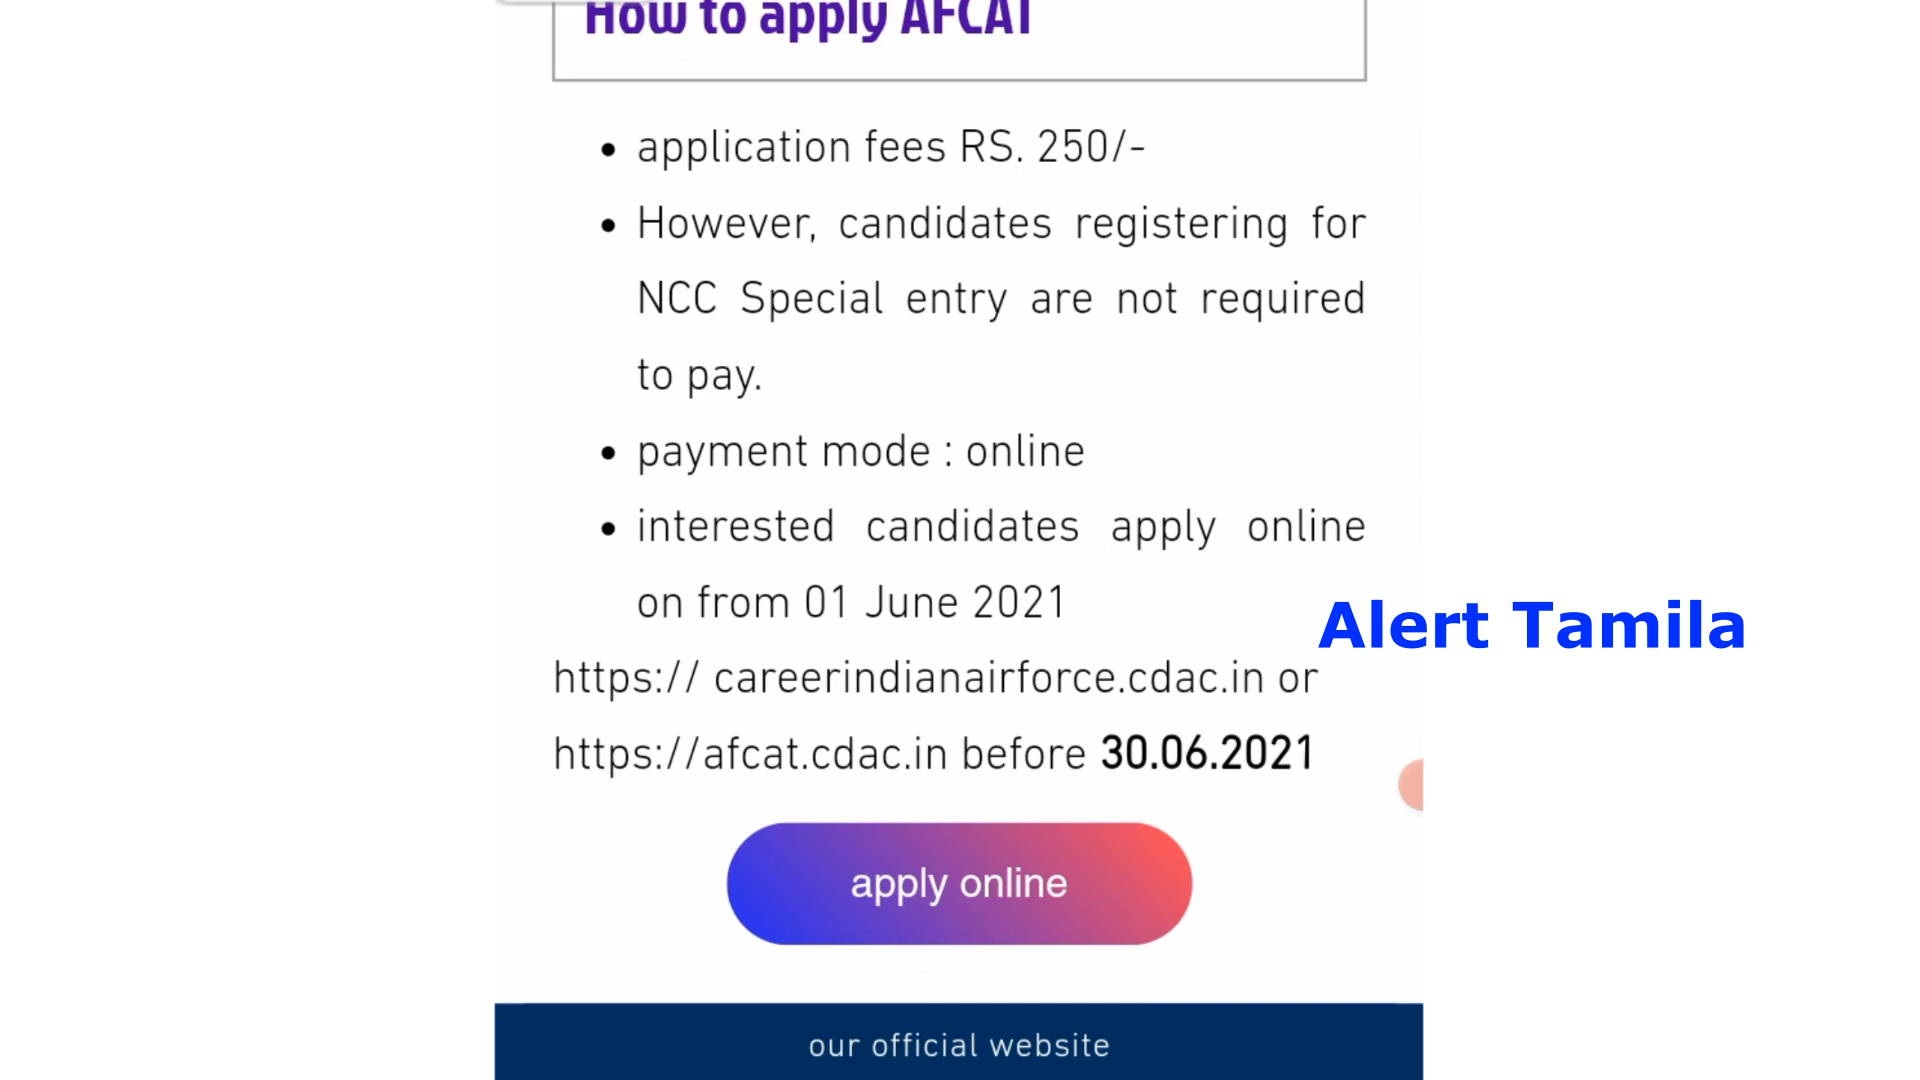 How to apply AFCAT
• application fees RS. 250/-
• However, candidates registering for
NCC Special entry are not required
to pay.
• payment mode : online
• interested candidates apply online
on from 01 June 2021
Alert Tamila
https:// careerindianairforce.cdac.in or
https://afcat.cdac.in before 30.06.2021
apply online
our official website